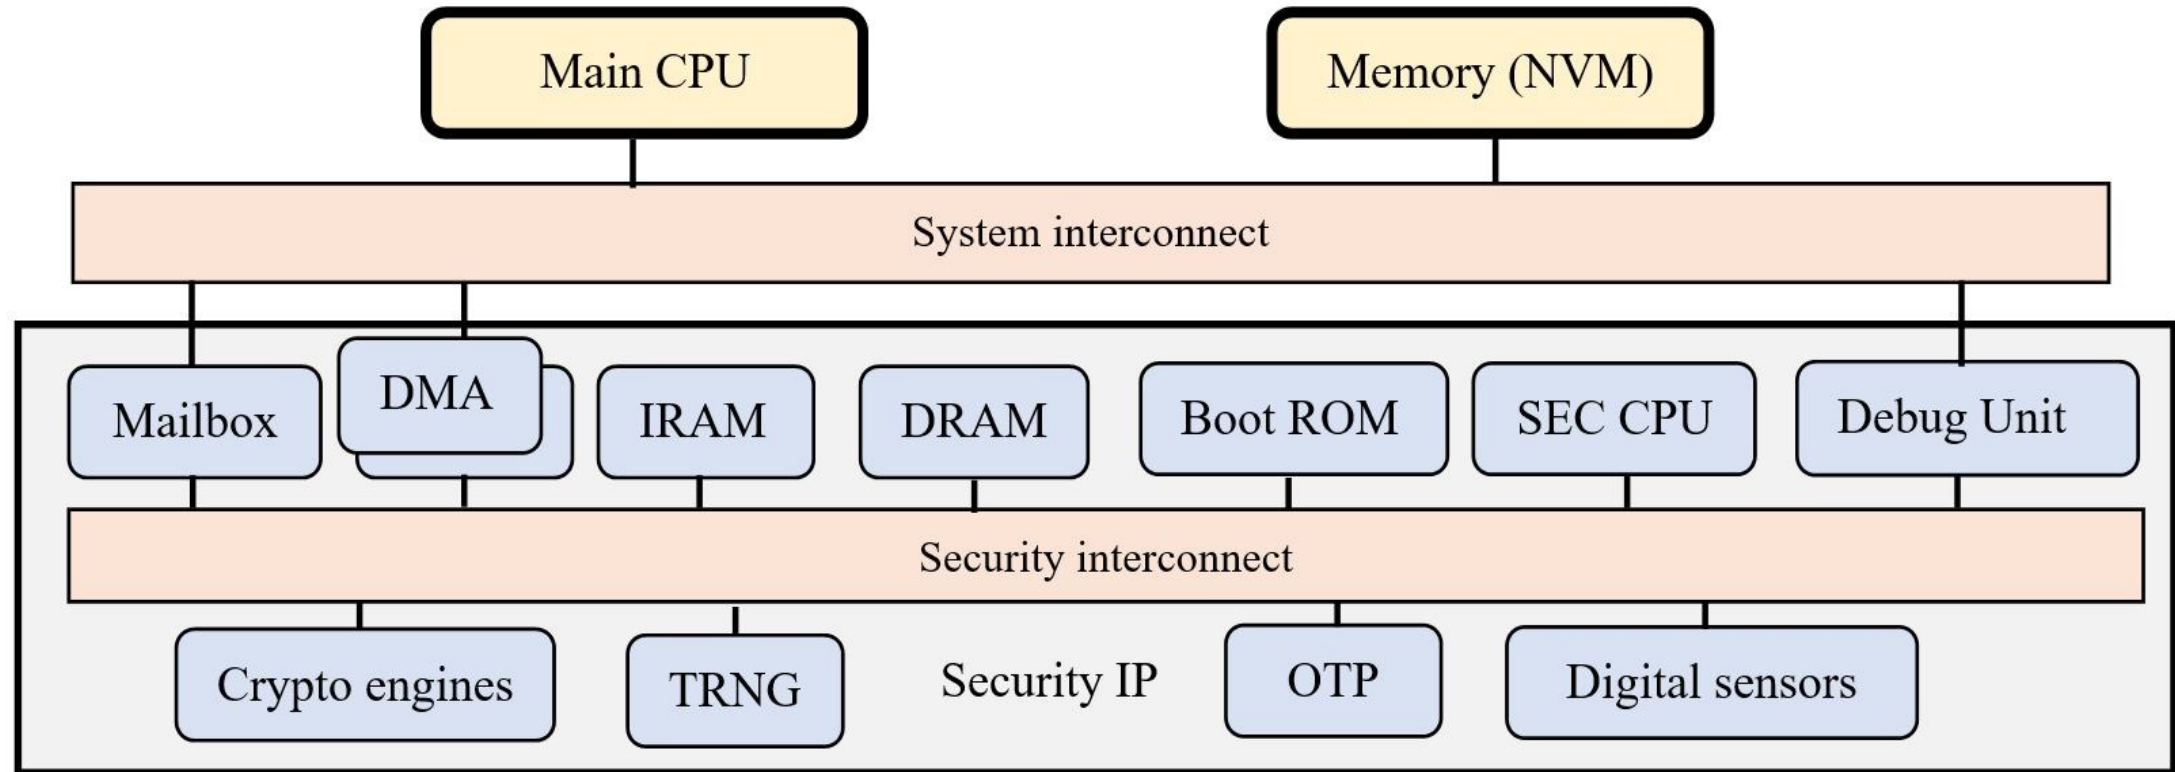 Main CPU
Memory (NVM)
System interconnect
Mailbox
DMA
IRAM
DRAM
Boot ROM
SEC CPU
Debug Unit
Security interconnect
Crypto engines
TRNG
Security IP
OTP
Digital sensors